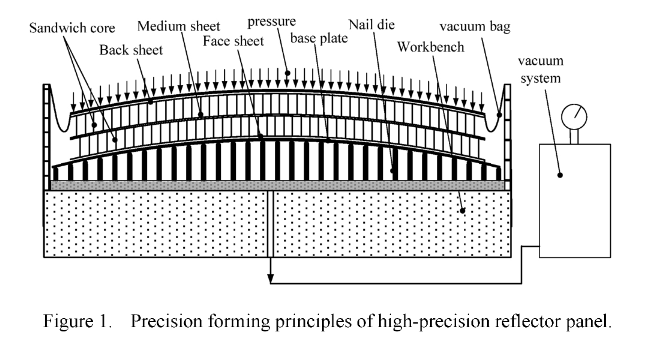 Sandwich core
Medium sheet
pressure
Nail die
vacuum bag
Back sheet
Face sheet
base plate
Workbench
vacuum
system
Figure 1. Precision forming principles of high-precision reflector panel.